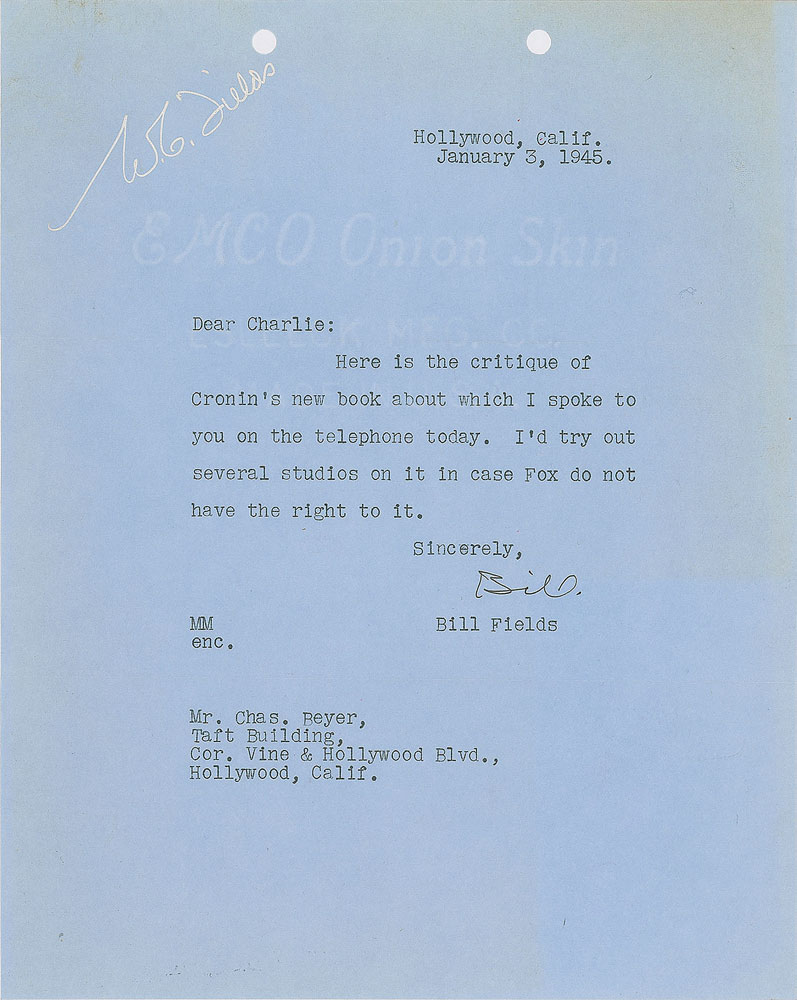 W.C. Fields
Hollywood, Calif.
January 3, 1945.
EMCO Onion Skin
Dear Charlie:
MFG. CO.
Here is the critique of
Cronin's new book about which I spoke to
you on the telephone today. I'd try out
several studios on it in case Fox do not
have the right to it.
Sincerely,
Bill.
MM Bill Fields
enc.
Mr. Chas. Beyer,
Taft Building,
Cor. Vine & Hollywood Blvd.,
Hollywood, Calif.